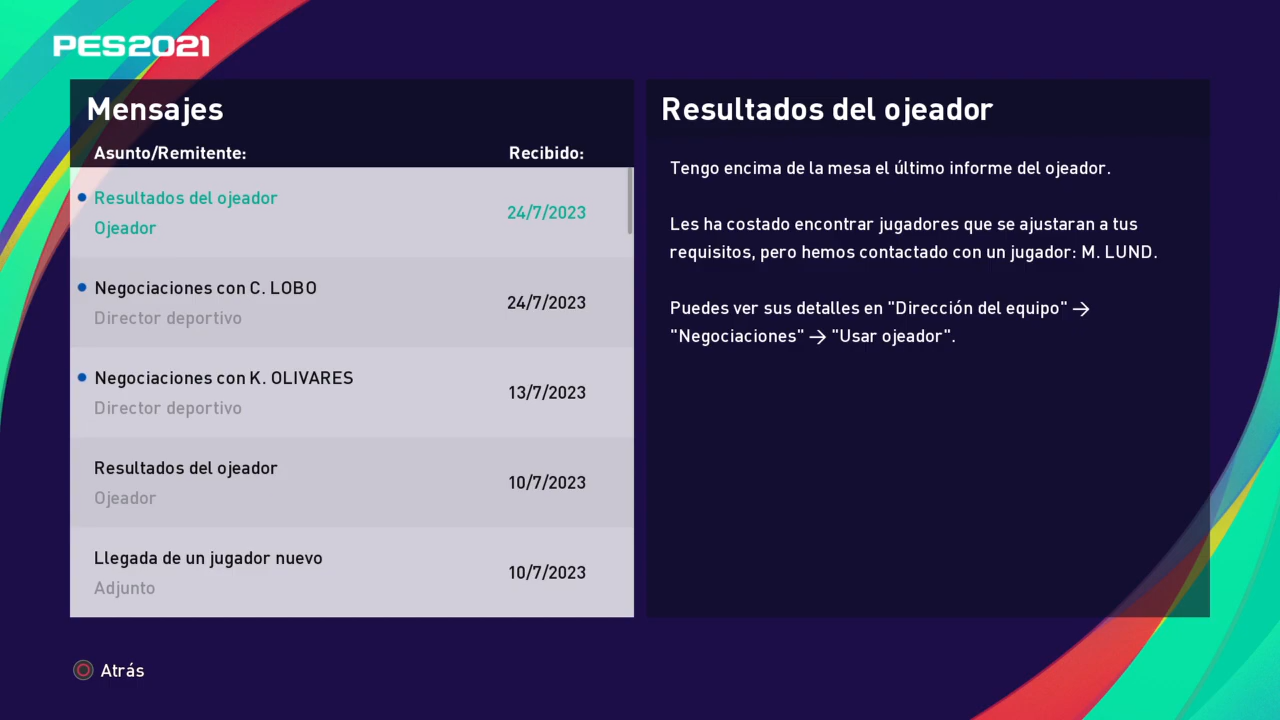 PES2021
Mensajes
Asunto/Remitente: Recibido:
Resultados del ojeador
Ojeador
24/7/2023
Negociaciones con C. LOBO
Director deportivo
24/7/2023
Negociaciones con K. OLIVARES
Director deportivo
13/7/2023
Resultados del ojeador
Ojeador
10/7/2023
Llegada de un jugador nuevo
Adjunto
10/7/2023
Resultados del ojeador
Tengo encima de la mesa el último informe del ojeador.
Les ha costado encontrar jugadores que se ajustaran a tus
requisitos, pero hemos contactado con un jugador: M. LUND.
Puedes ver sus detalles en "Dirección del equipo" →
"Negociaciones" → "Usar ojeador".
Atrás